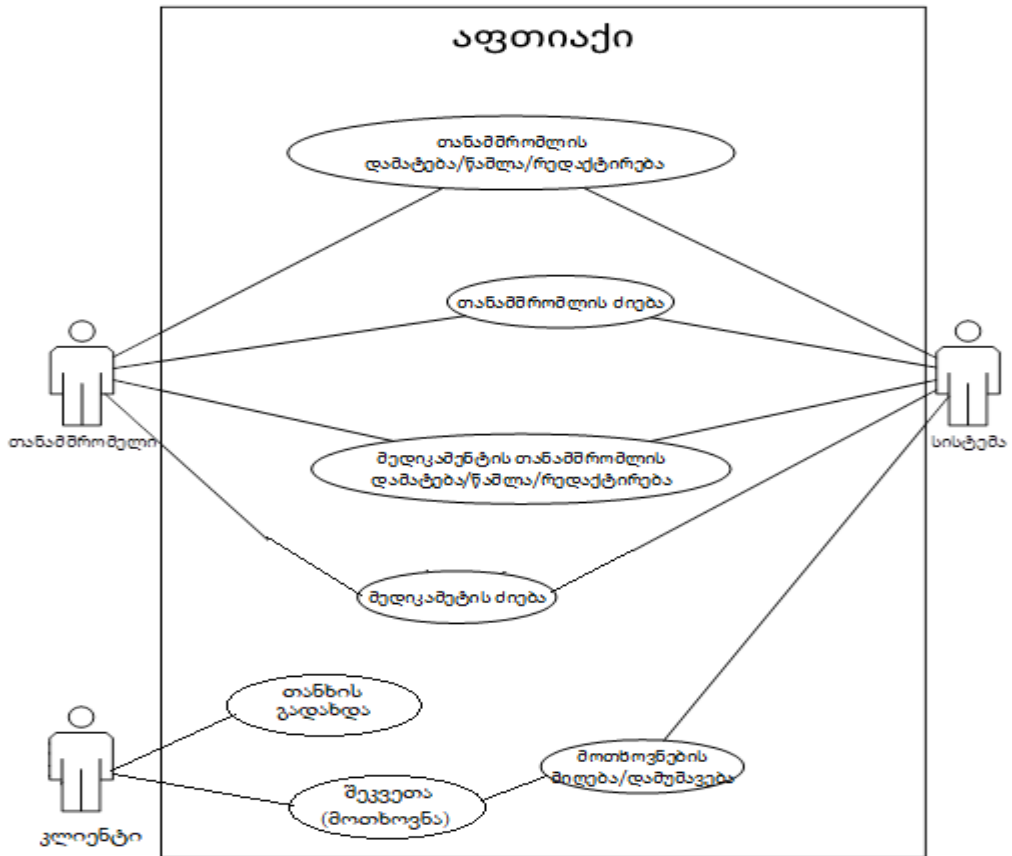 აფთიაქი
თანამშრომლის
დამატება/წაშლა/რედაქტირება
თანამშრომლის ძიება
თანამშრომელი
სისტემა
მედიკამენტის თანამშრომლის
დამატება/წაშლა/რედაქტირება
მედიკამეტის ძიება
თანხის
გადახდა
მოთხოვნების
მიღება/დამუშავება
შეკვეთა
(მოთხოვნა)
კლიენტი